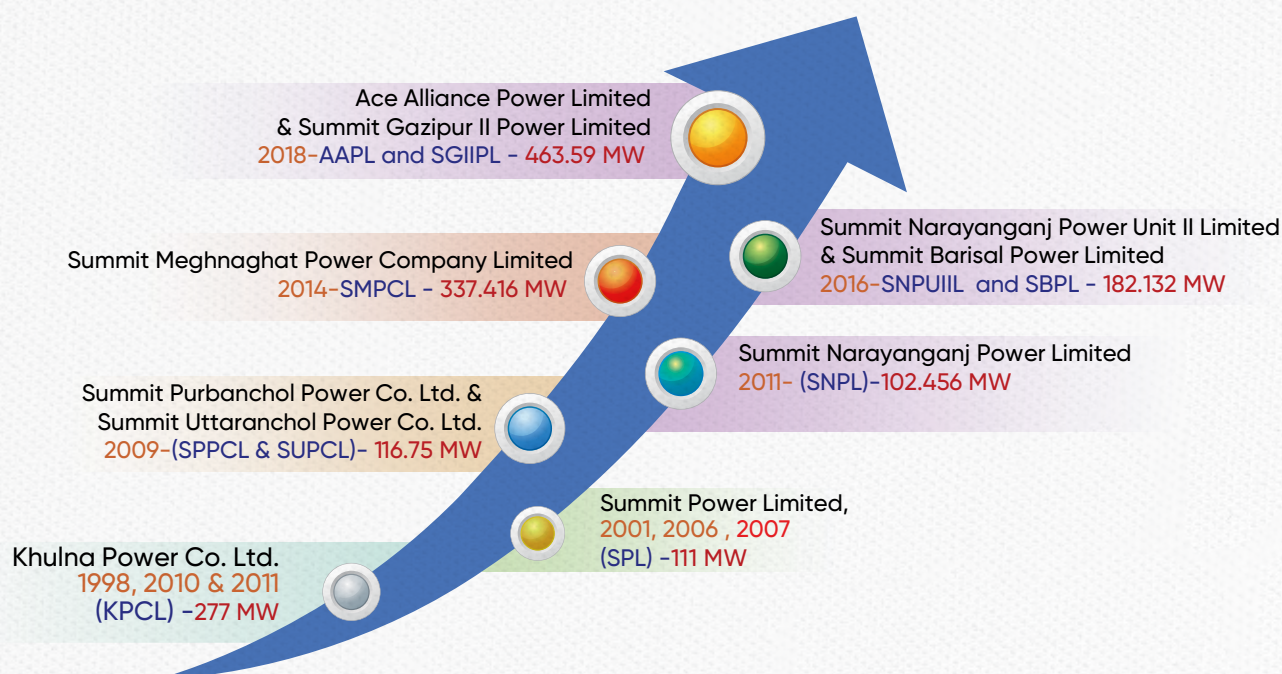 Ace Alliance Power Limited
& Summit Gazipur II Power Limited
2018-AAPL and SGIIPL - 463.59 MW
Summit Narayanganj Power Unit II Limited
& Summit Barisal Power Limited
2016-SNPUIIL and SBPL - 182.132 MW
Summit Meghnaghat Power Company Limited
2014-SMPCL - 337.416 MW
Summit Narayanganj Power Limited
2011- (SNPL)-102.456 MW
Summit Purbanchol Power Co. Ltd. &
Summit Uttaranchol Power Co. Ltd.
2009-(SPPCL & SUPCL)- 116.75 MW
Summit Power Limited,
2001, 2006 , 2007
(SPL) -111 MW
Khulna Power Co. Ltd.
1998, 2010 & 2011
(KPCL) -277 MW